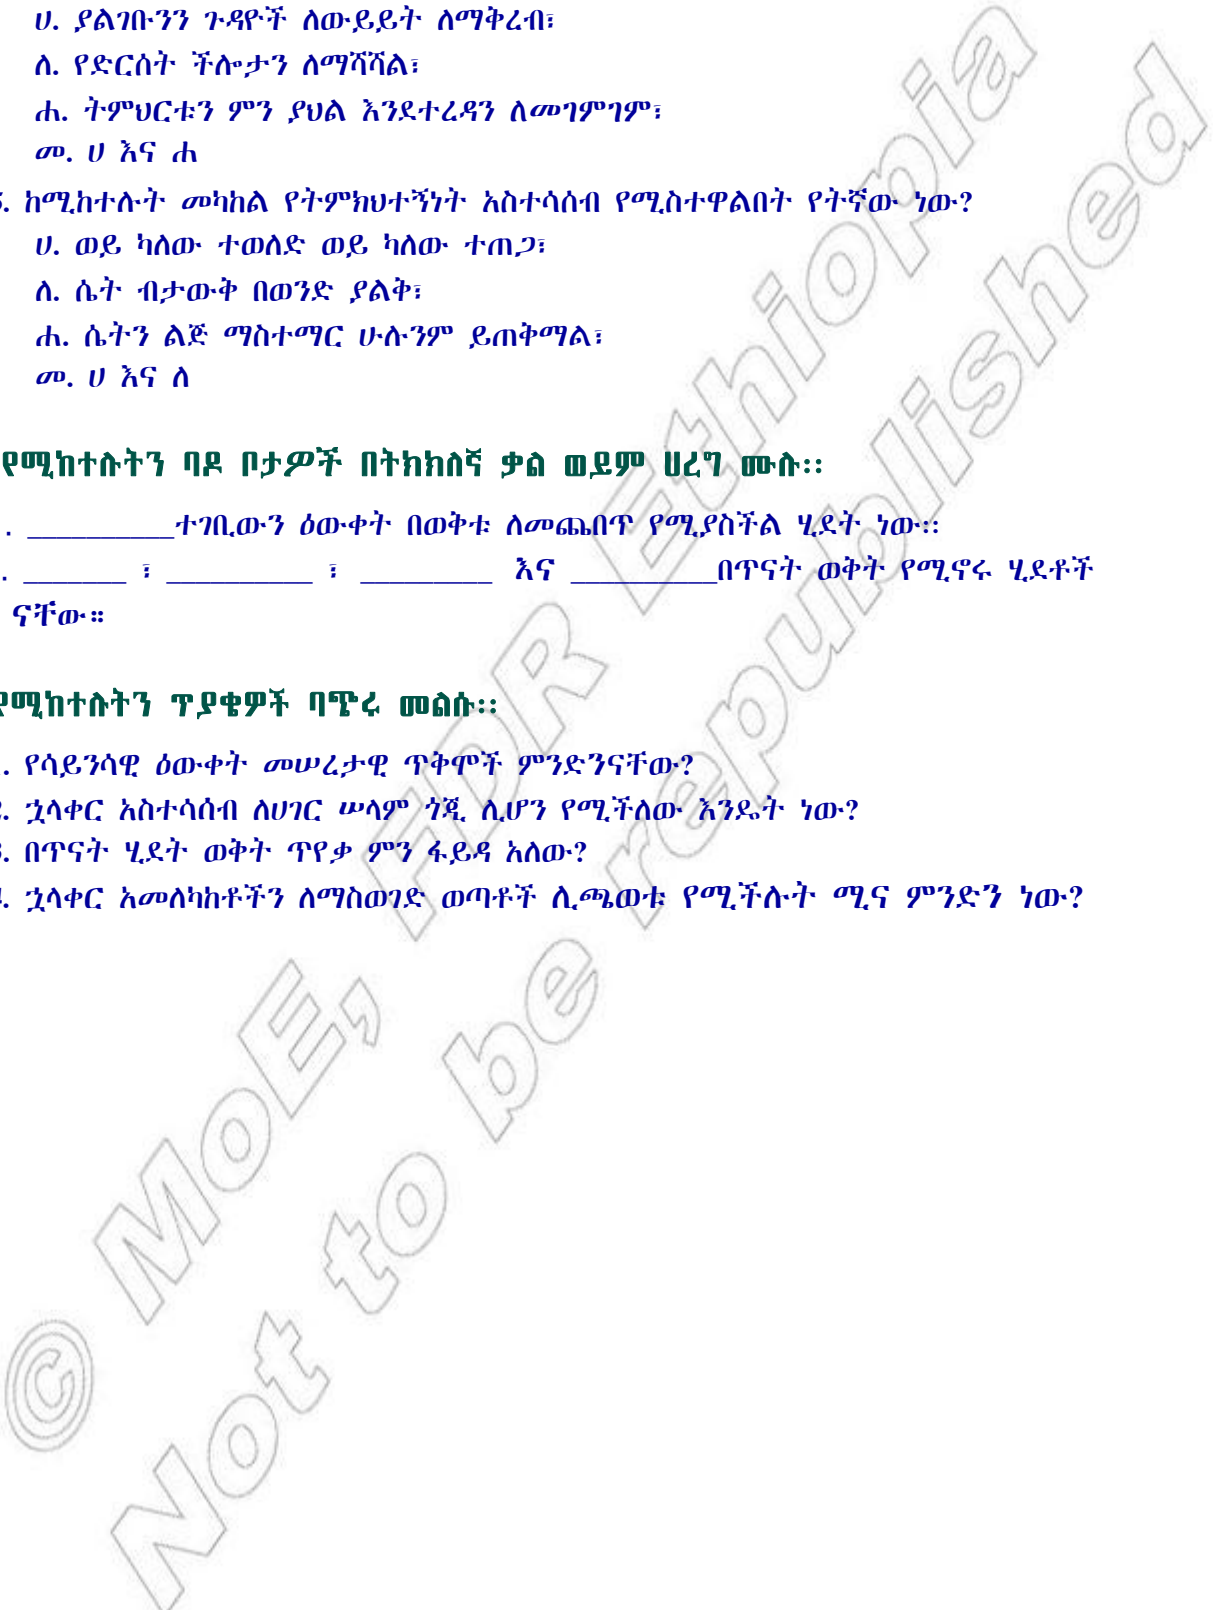 ሀ. ያልገቡንን ጉዳዮች ለውይይት ለማቅረብ፣
ለ. የድርሰት ችሎታን ለማሻሻል፣
ሐ. ትምህርቱን ምን ያህል እንደተረዳን ለመገምገም፣
መ. ሀ እና ሐ
. ከሚከተሉት መካከል የትምክህተኝነት አስተሳሰብ የሚስተዋልበት የትኛው ነው?
ሀ. ወይ ካለው ተወለድ ወይ ካለው ተጠጋ፣
ለ. ሴት ብታውቅ በወንድ ያልቅ፣
ሐ. ሴትን ልጅ ማስተማር ሁሉንም ይጠቅማል፣
መ. ሀ እና ለ
የሚከተሉትን ባዶ ቦታዎች በትክክለኛ ቃል ወይም ሀረግ ሙሉ::
. __________ተገቢውን ዕውቀት በወቅቱ ለመጨበጥ የሚያስችል ሂደት ነው::
. _______ ፣ __________ ፣ _________ እና __________በጥናት ወቅት የሚኖሩ ሂደቶች
ናቸው።
የሚከተሉትን ጥያቄዎች ባጭሩ መልሱ::
. የሳይንሳዊ ዕውቀት መሠረታዊ ጥቅሞች ምንድንናቸው?
2. ኋላቀር አስተሳሰብ ለሀገር ሠላም ጎጂ ሊሆን የሚችለው እንዴት ነው?
3. በጥናት ሂደት ወቅት ጥየቃ ምን ፋይዳ አለው?
4. ኋላቀር አመለካከቶችን ለማስወገድ ወጣቶች ሊጫወቱ የሚችሉት ሚና ምንድን ነው?
© MoE, FDR Ethiopia
Not to be republished